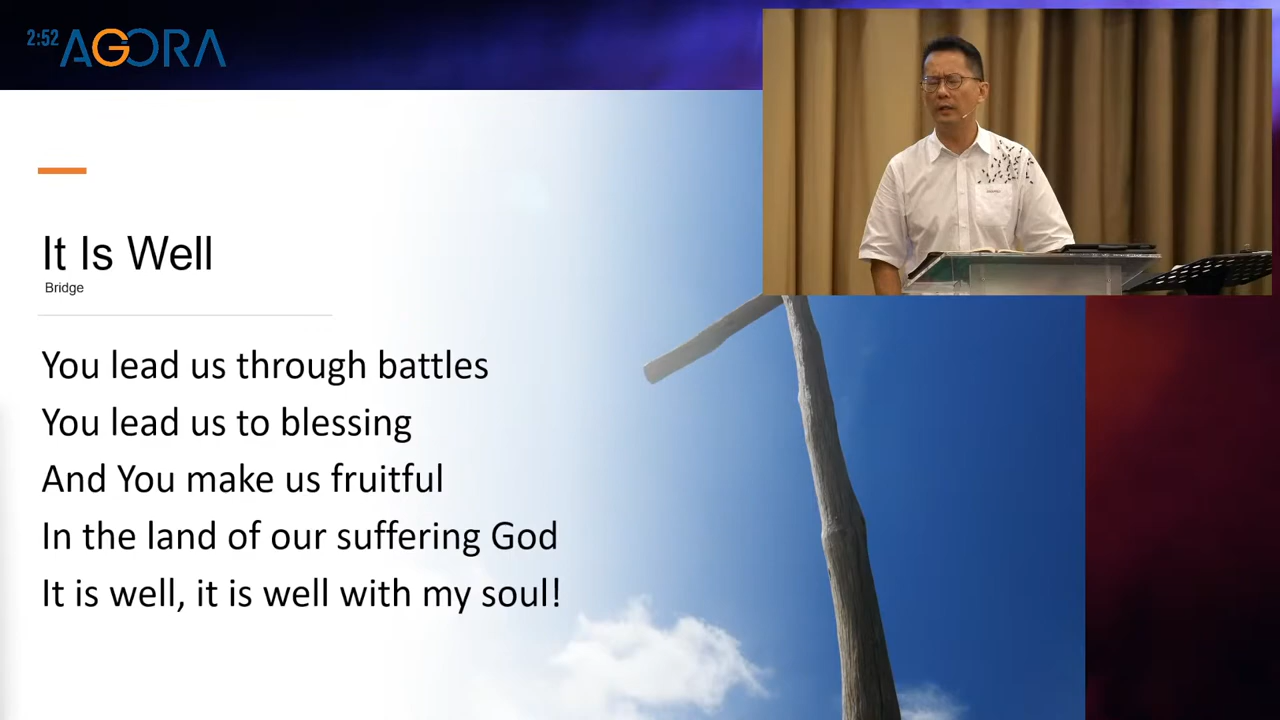 2:52 AGORA
It Is Well
Bridge
You lead us through battles
You lead us to blessing
And You make us fruitful
In the land of our suffering God
It is well, it is well with my soul!